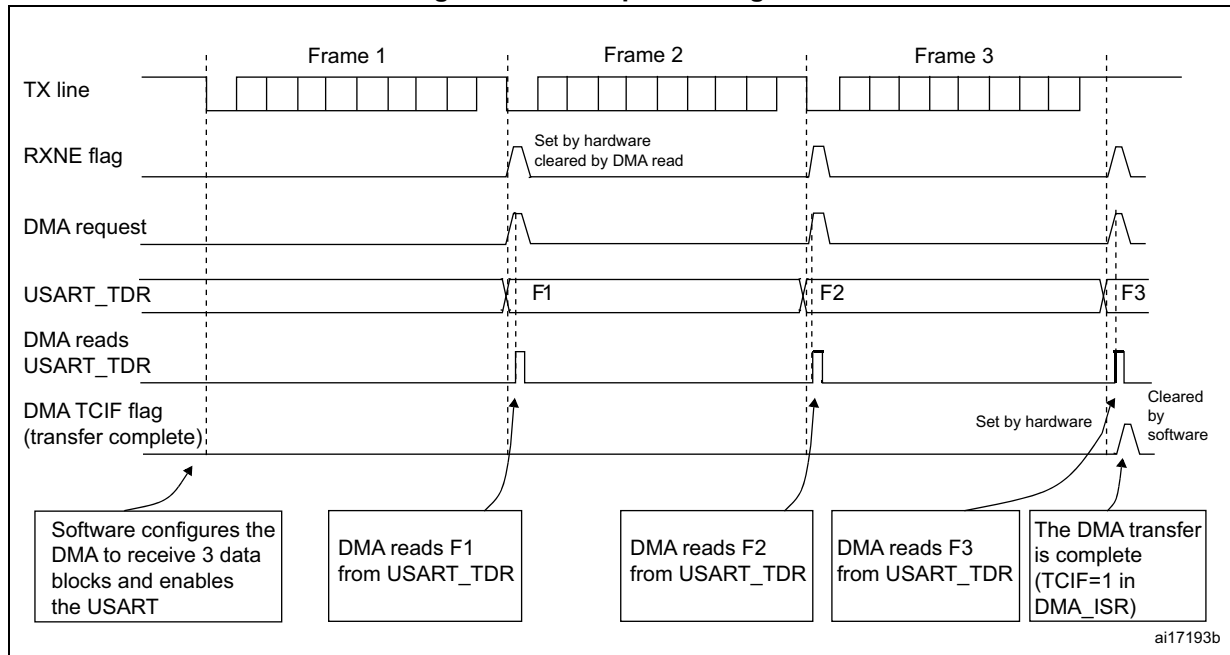 Frame 1
Frame 2
Frame 3
TX line
Set by hardware
cleared by DMA read
RXNE flag
DMA request
USART_TDR
F1
F2
F3
DMA reads
USART_TDR
DMA TCIF flag
(transfer complete)
Set by hardware
Cleared
by
software
Software configures the
DMA to receive 3 data
blocks and enables
the USART
DMA reads F1
from USART_TDR
DMA reads F2
from USART_TDR
DMA reads F3
from USART_TDR
The DMA transfer
is complete
(TCIF=1 in
DMA_ISR)
ai17193b